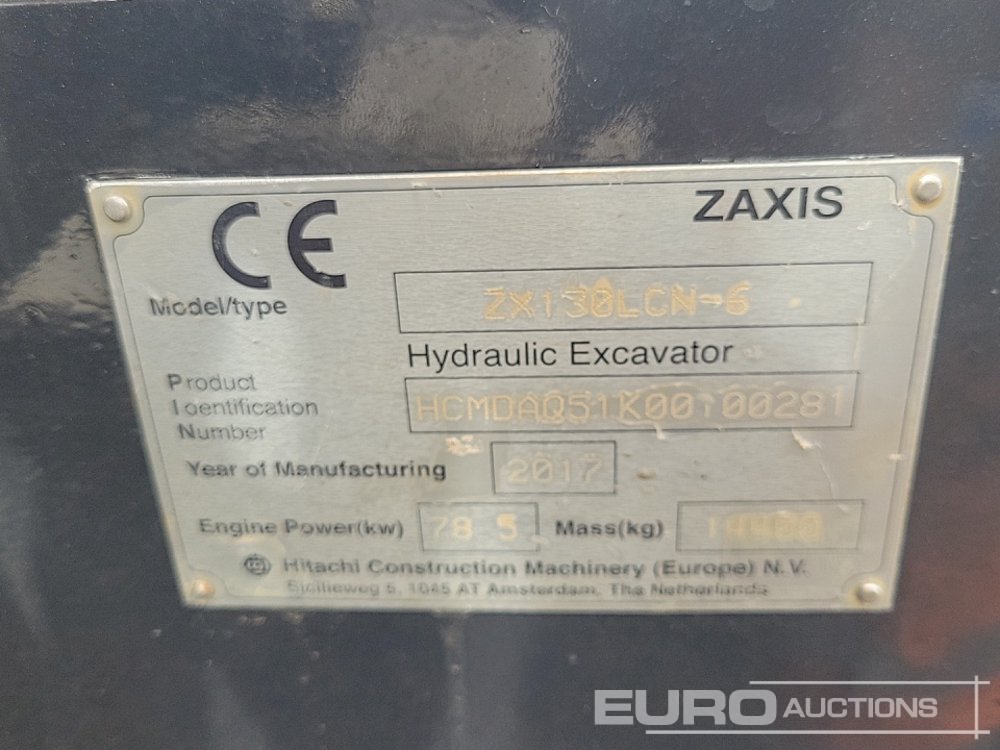 CE
ZAXIS
Model/type
ZX130LCN-6
Hydraulic Excavator
Product
Identification
Number
HCMDAQ51K00100281
Year of Manufacturing
2017
Engine Power(kw)
78.5
Mass(kg)
Hitachi Construction Machinery (Europe) N.V.
Sicilieweg 5, 1045 AT Amsterdam, The Netherlands
EURO AUCTIONS